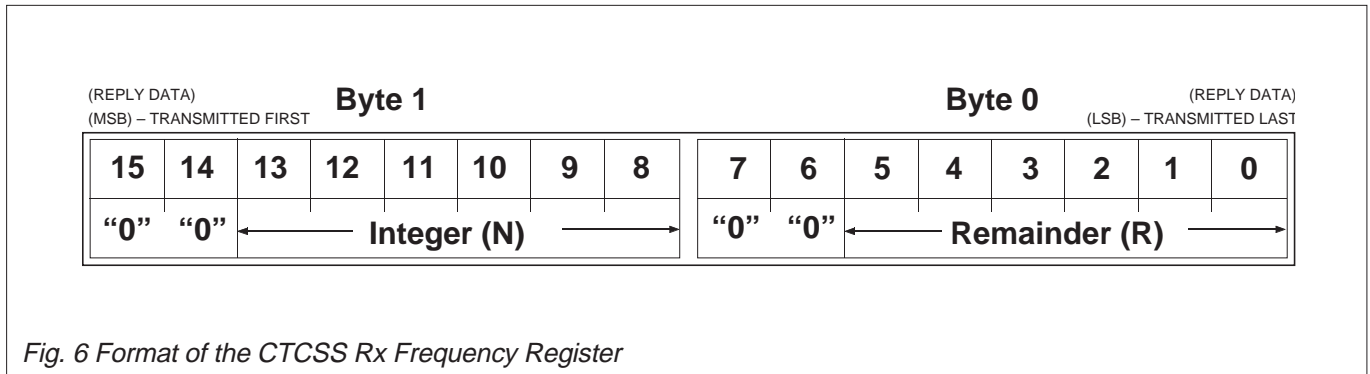 (REPLY DATA) Byte 1 Byte 0 (REPLY DATA)
(MSB) – TRANSMITTED FIRST (LSB) – TRANSMITTED LAST
15 14 13 12 11 10 9 8 7 6 5 4 3 2 1 0
“0” “0” Integer (N) “0” “0” Remainder (R)
Fig. 6 Format of the CTCSS Rx Frequency Register